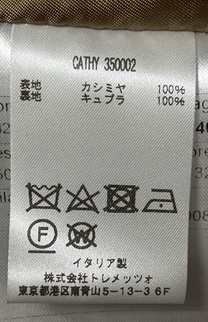 CATHY 350002
表地 カシミヤ 100%
裏地 キュプラ 100%
F
W
イタリア製
株式会社トレメッツォ
東京都港区南青山5-13-3 6F